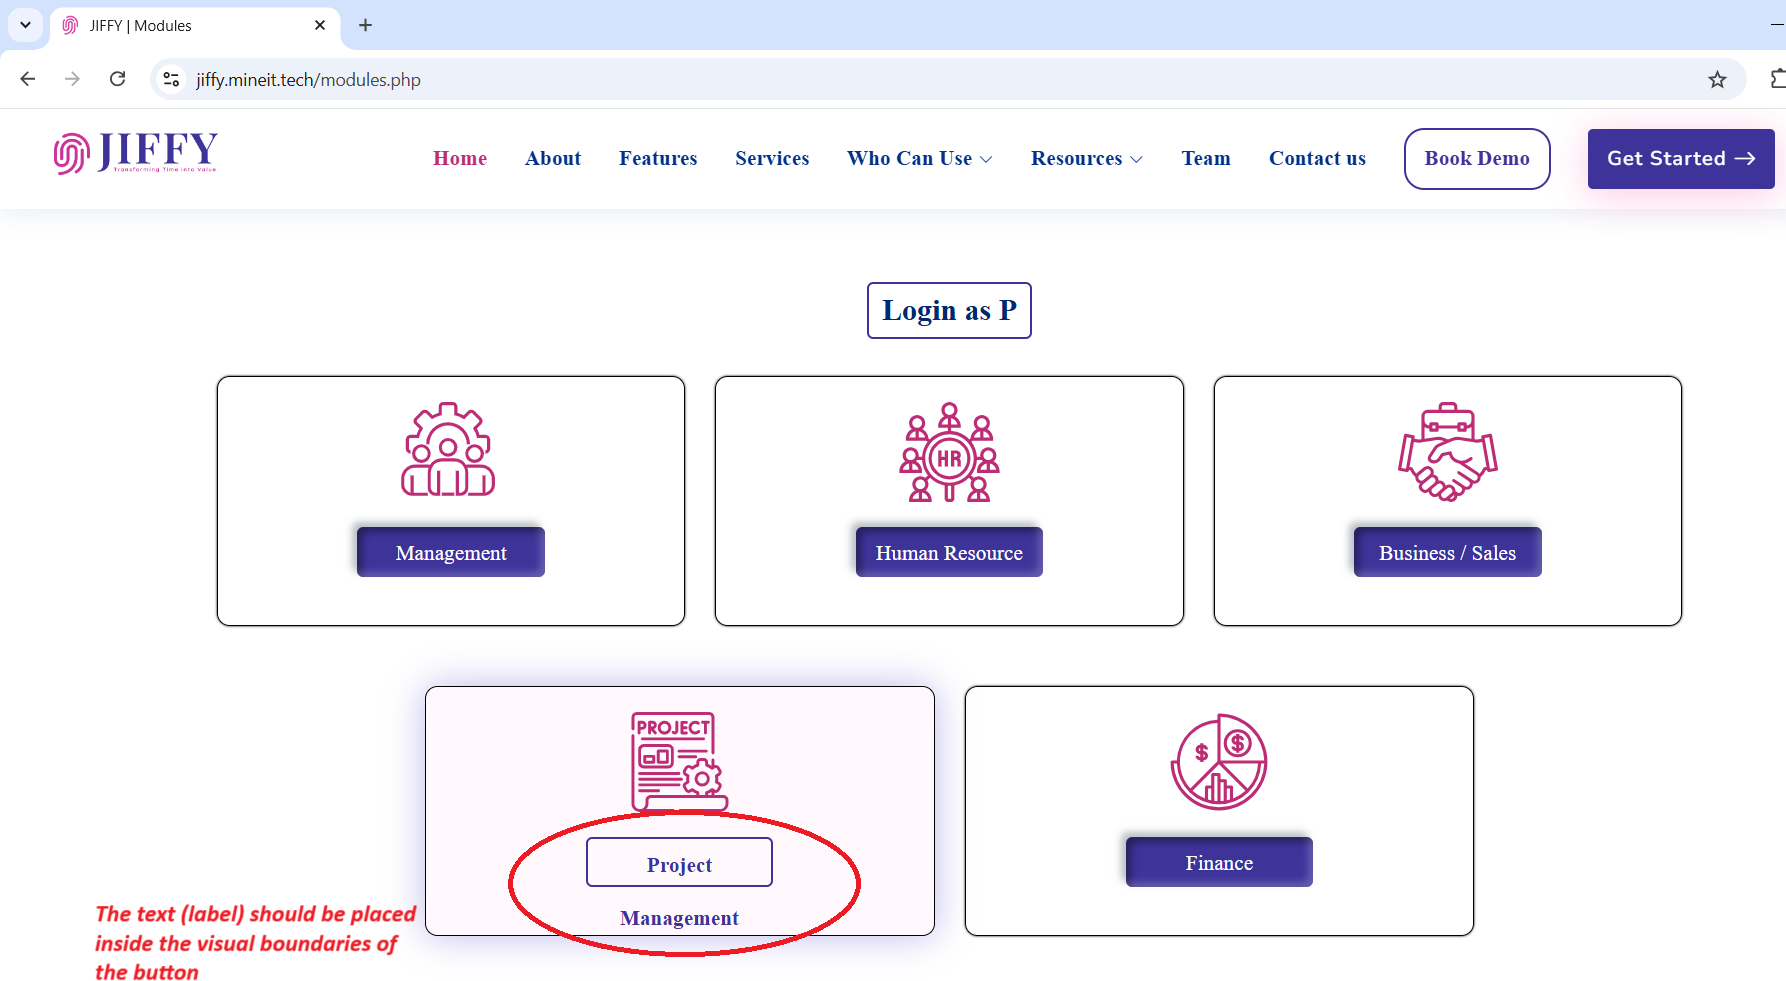 JIFFY | Modules
jiffy.mineit.tech/modules.php
JIFFY
Transforming Time Into Value
Home About Features Services Who Can Use Resources Team Contact us Book Demo Get Started →
Login as P
HR
Management Human Resource Business / Sales
PROJECT
$ $
Project
Management
Finance
The text (label) should be placed
inside the visual boundaries of
the button